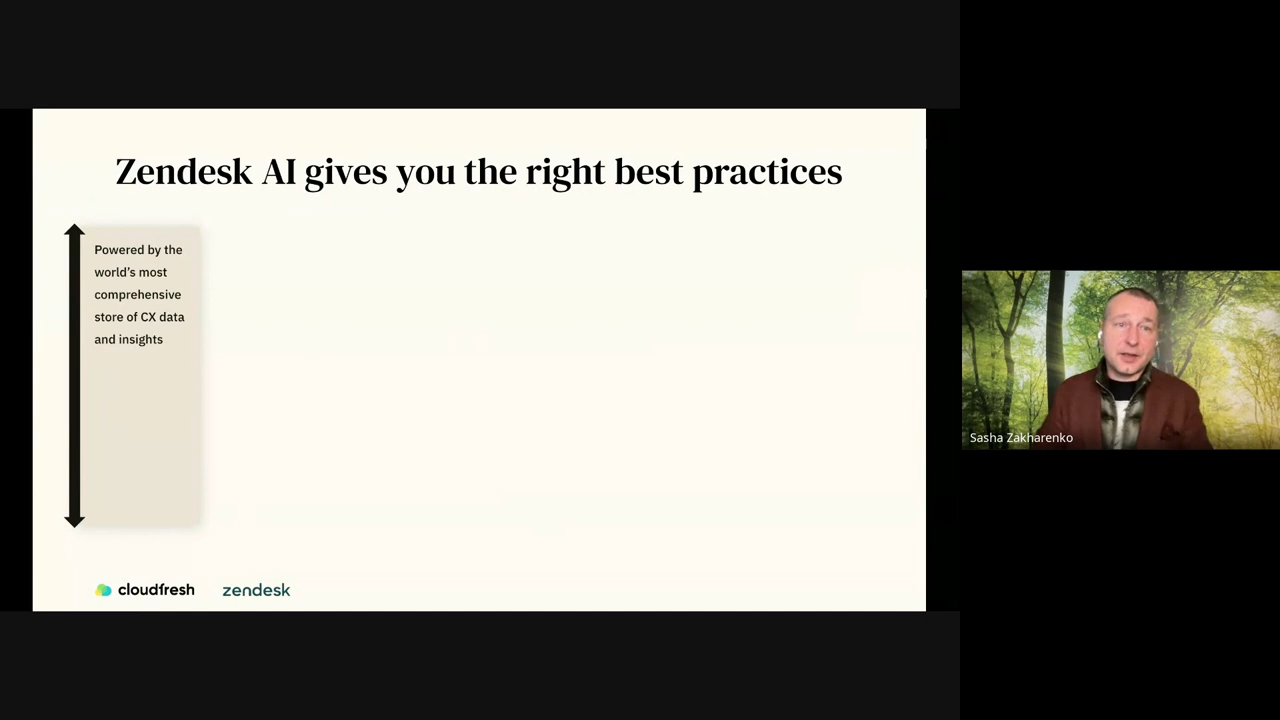 Zendesk AI gives you the right best practices
Powered by the
world's most
comprehensive
store of CX data
and insights
cloudfresh
zendesk
Sasha Zakharenko